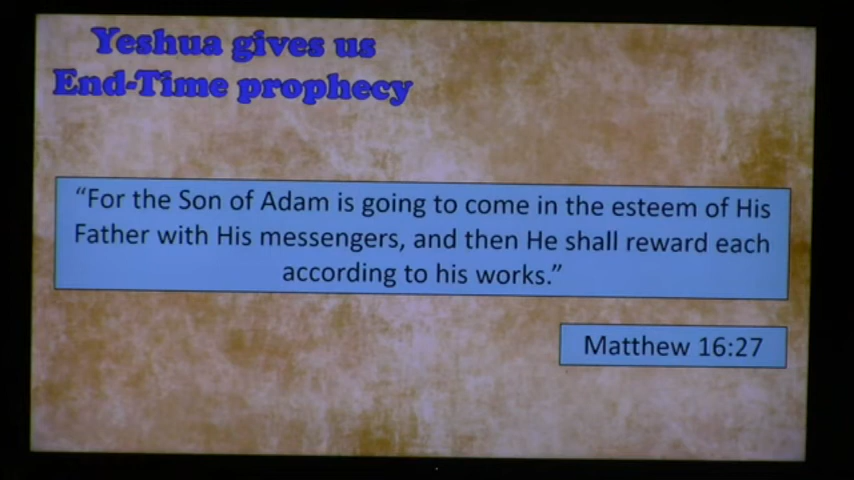 Yeshua gives us
End-Time prophecy
“For the Son of Adam is going to come in the esteem of His
Father with His messengers, and then He shall reward each
according to his works.”
Matthew 16:27